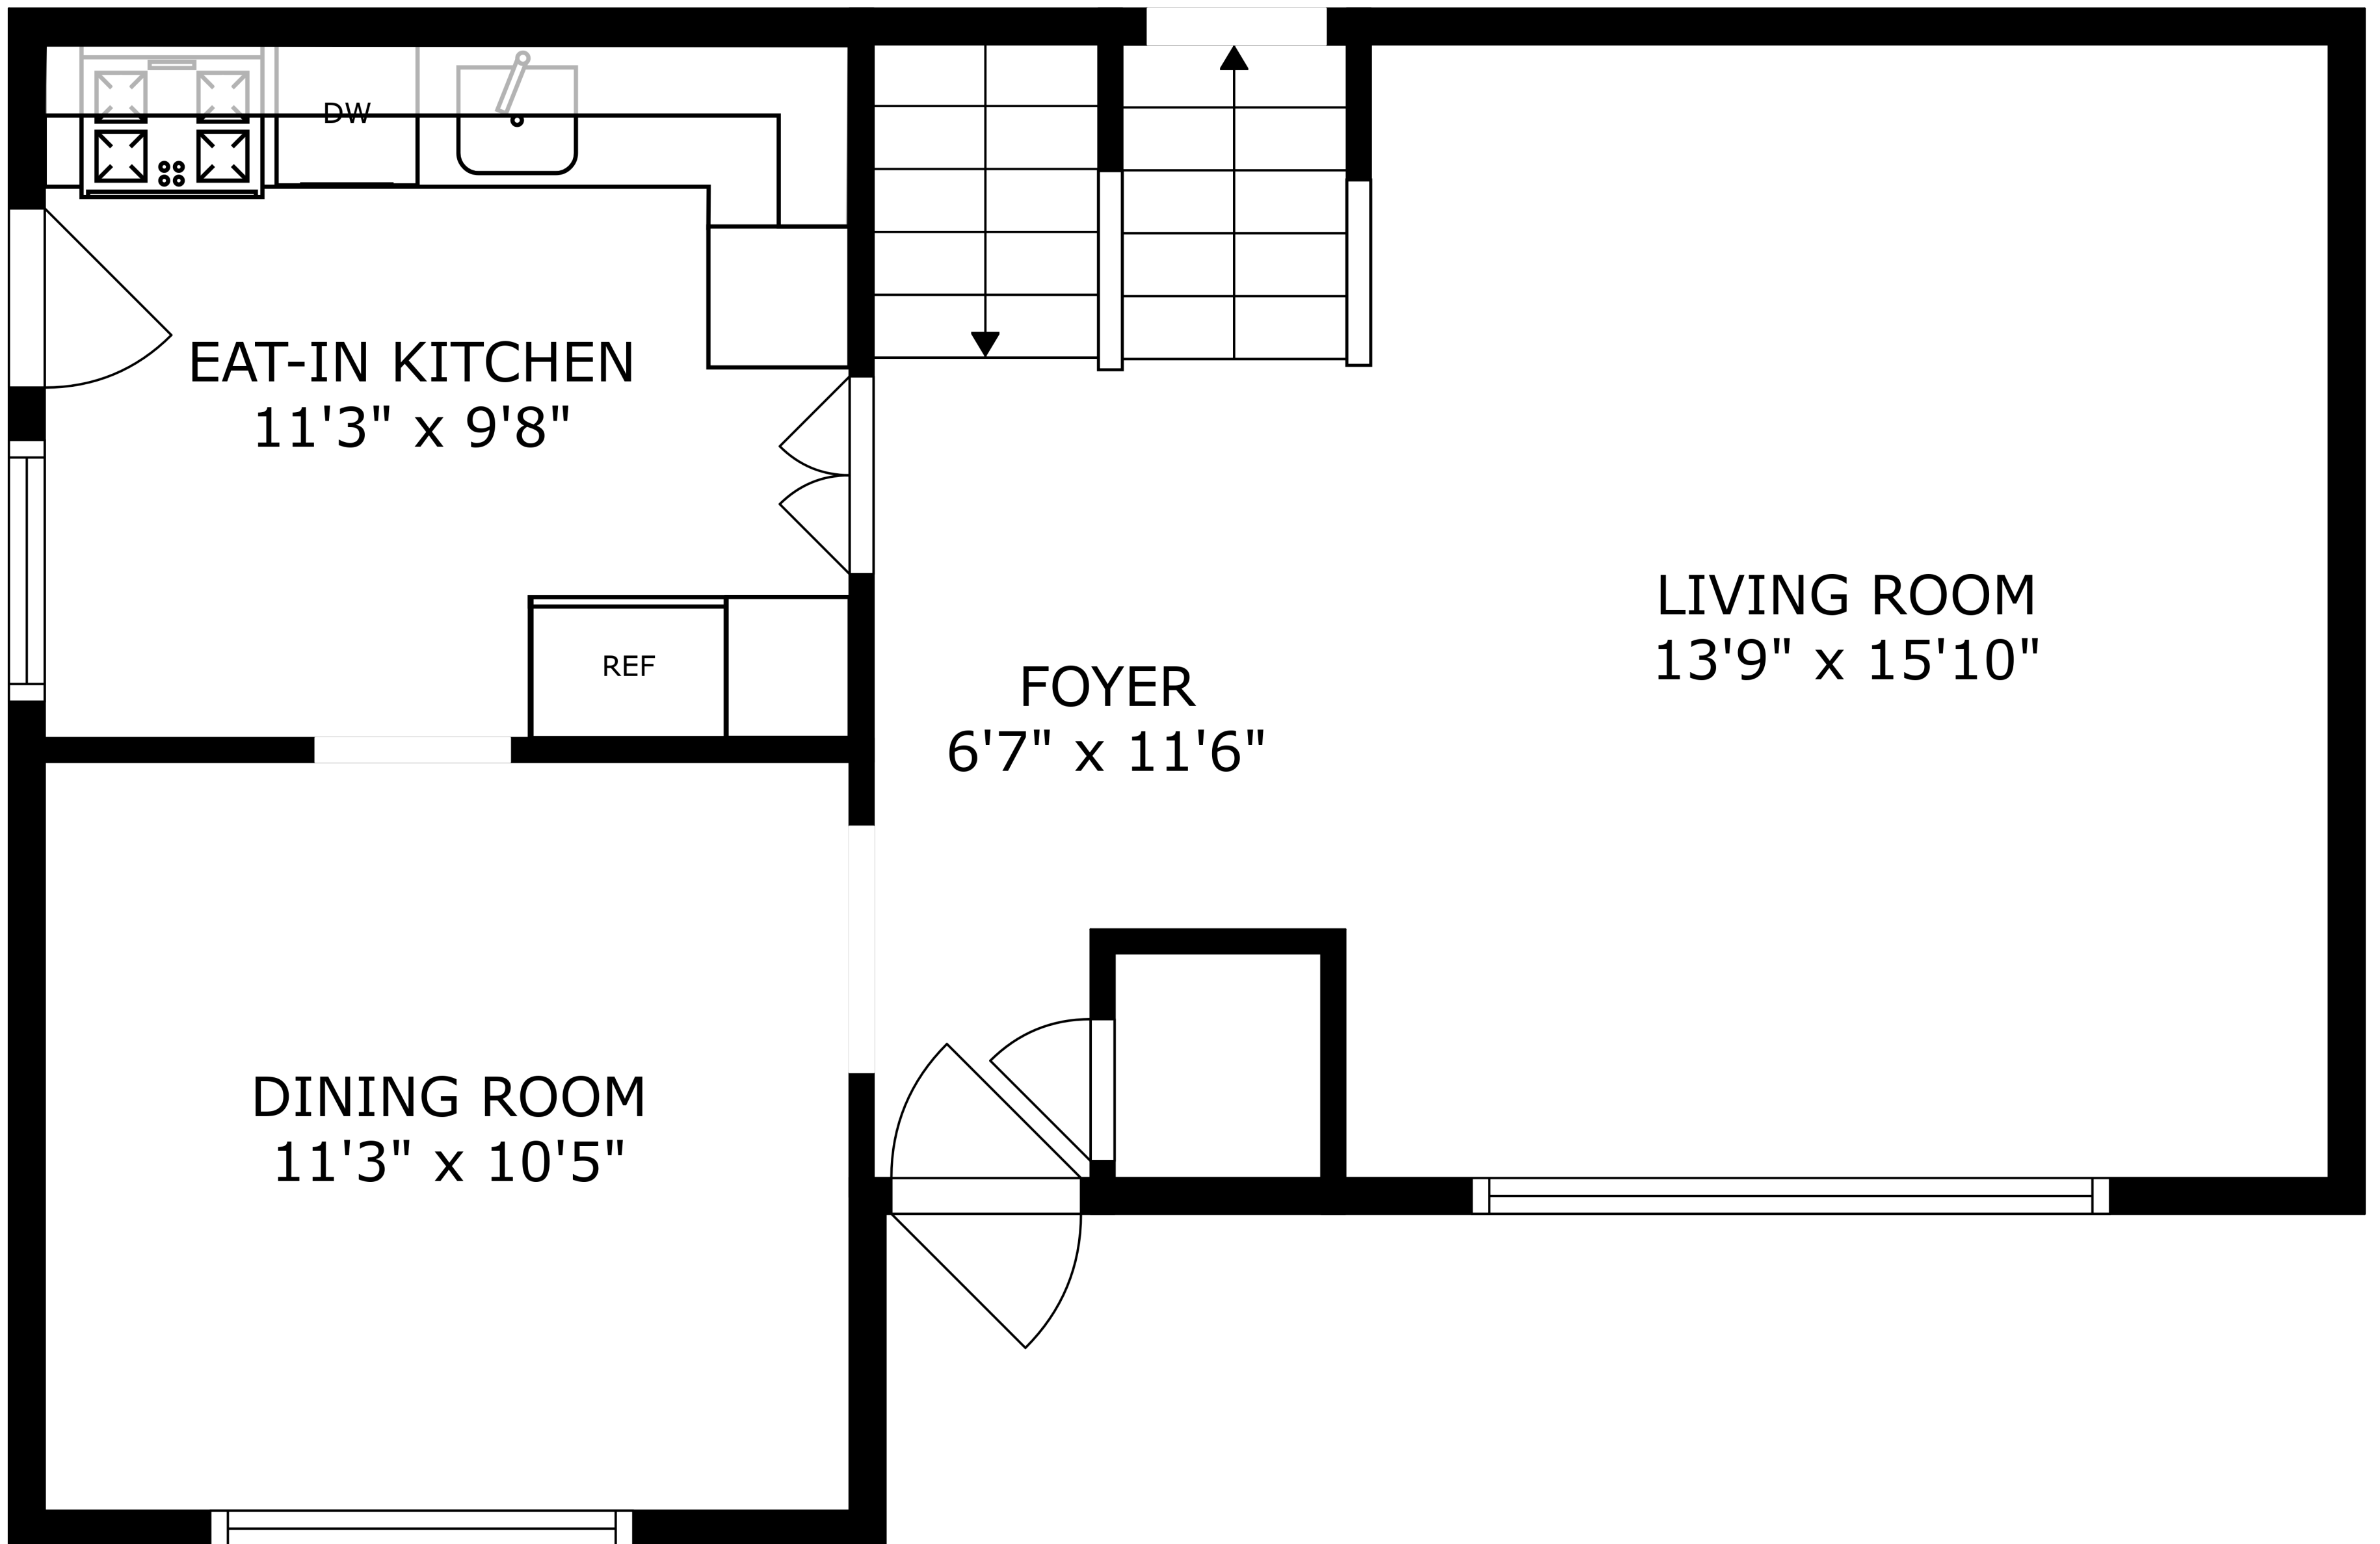 DW
EAT-IN KITCHEN
11'3" x 9'8"
REF
FOYER
6'7" x 11'6"
LIVING ROOM
13'9" x 15'10"
DINING ROOM
11'3" x 10'5"